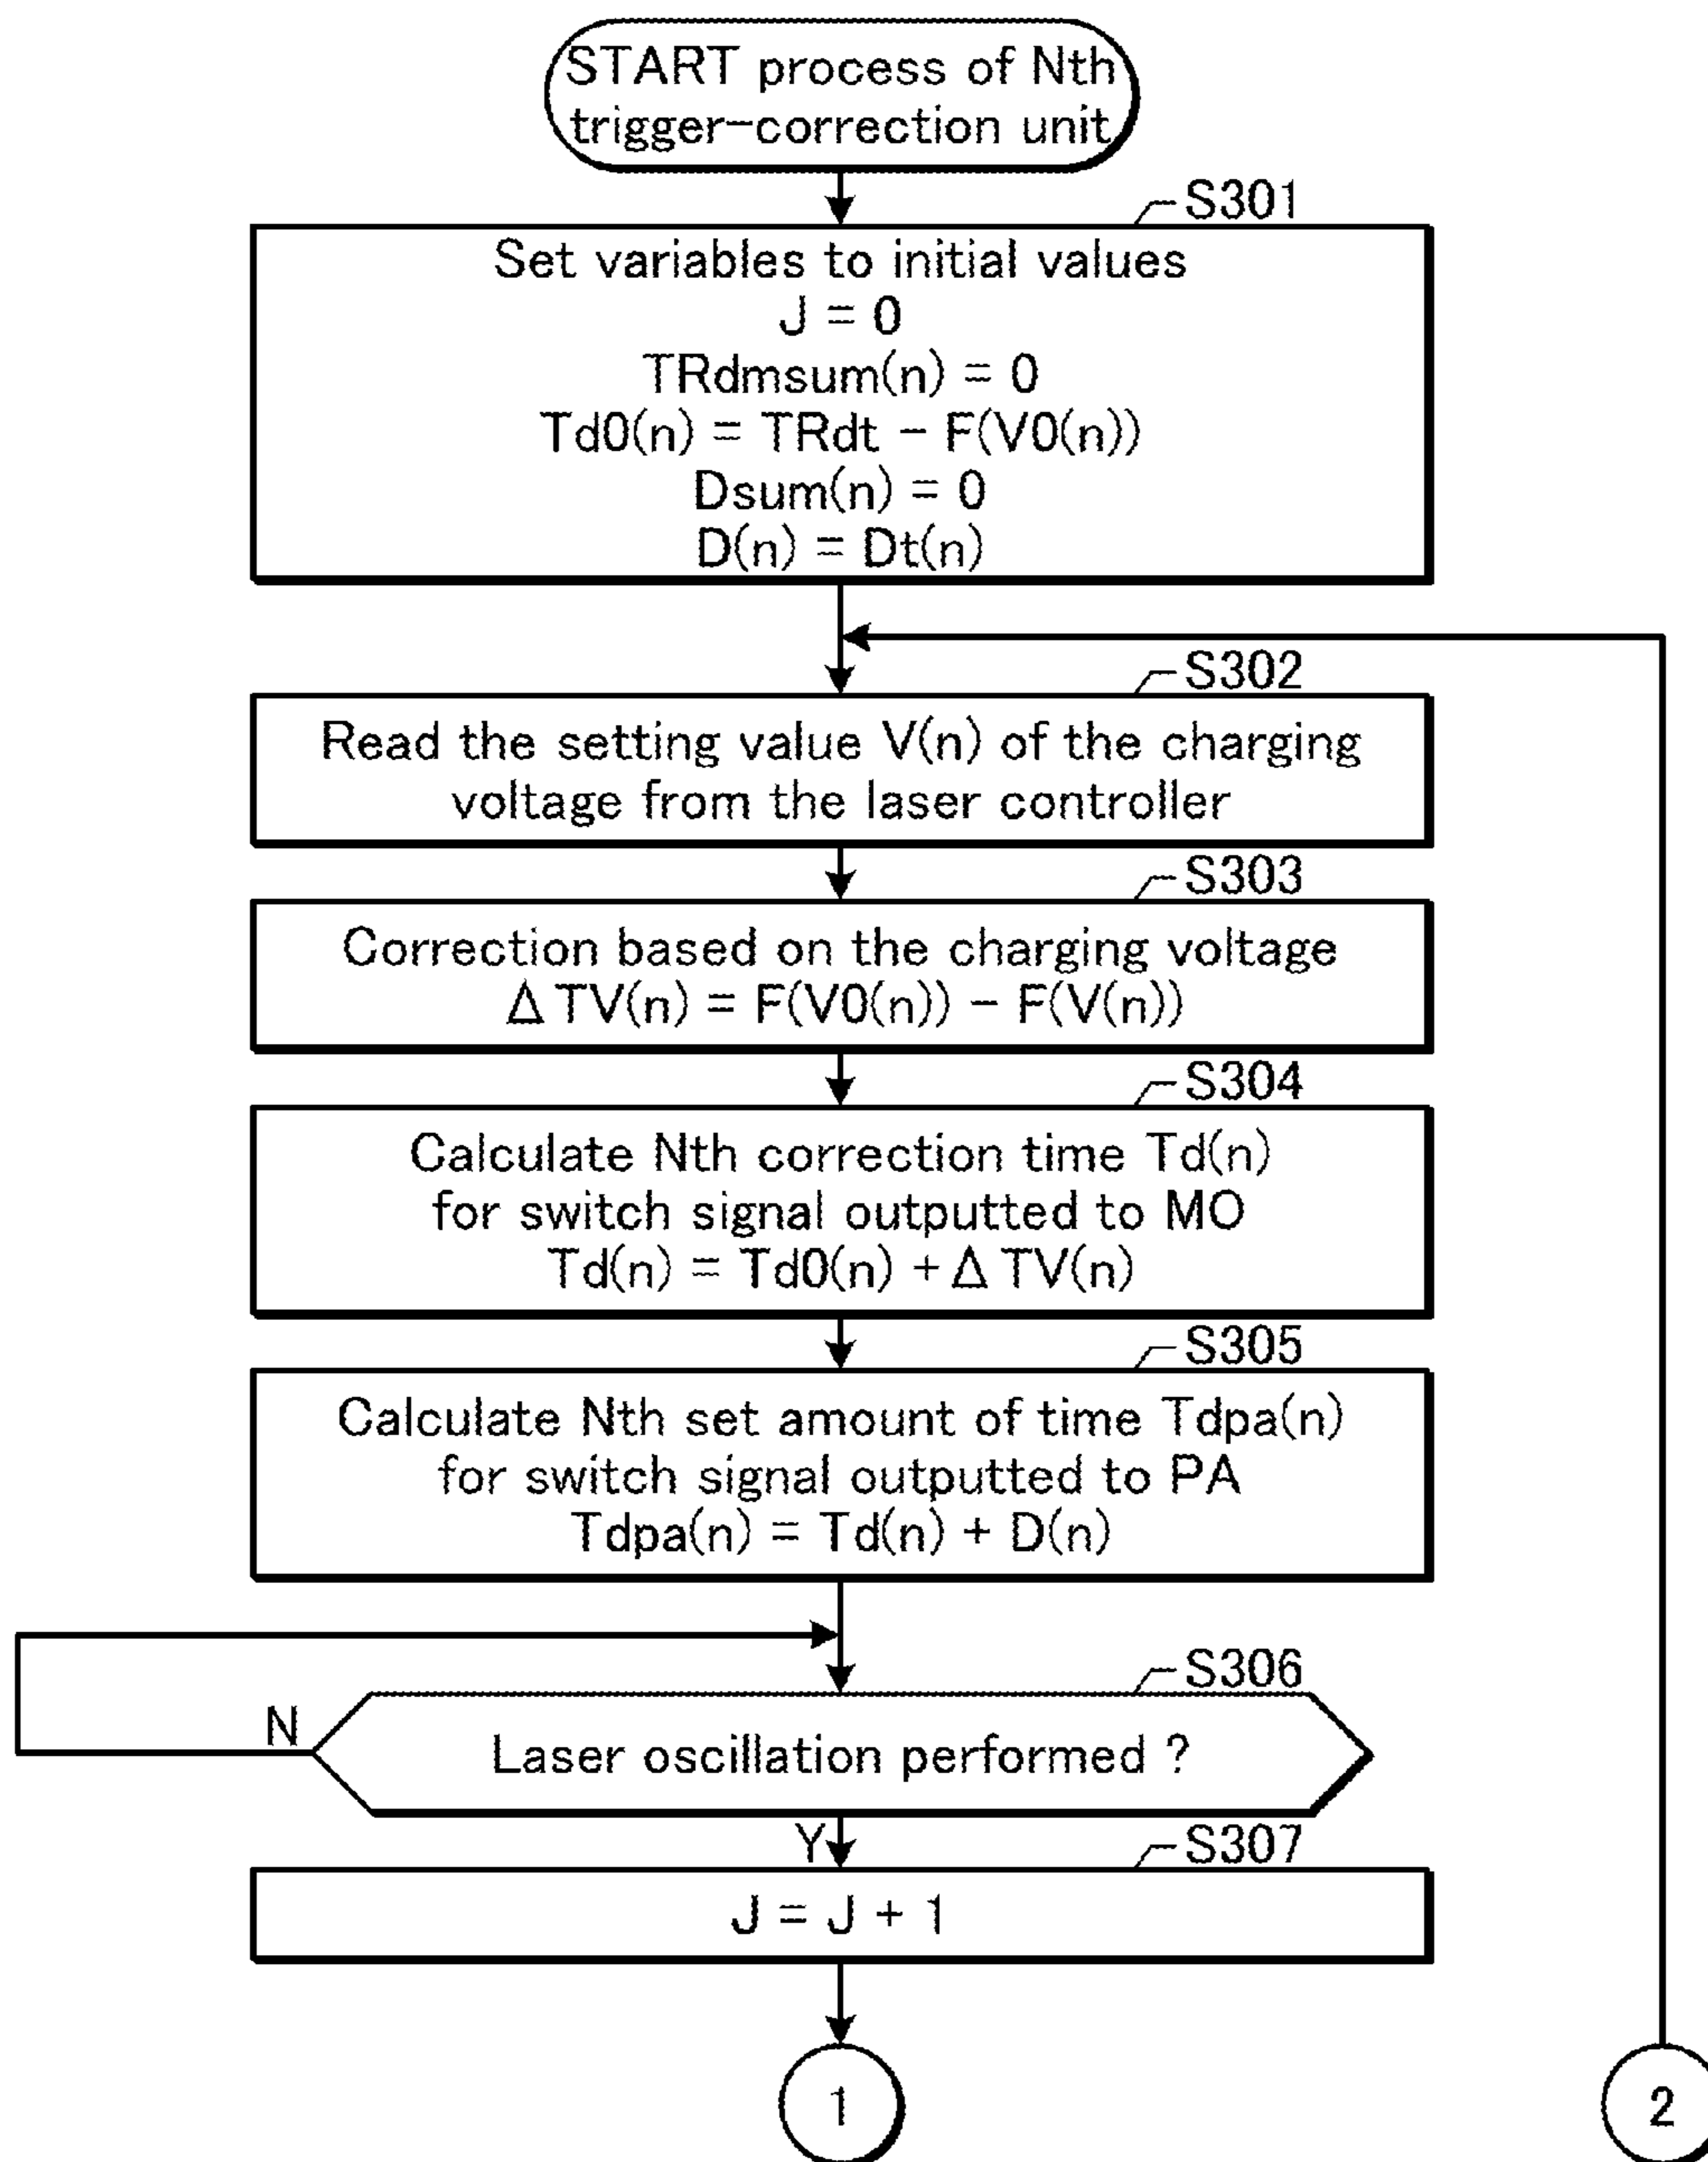 START process of Nth
trigger-correction unit
S301
Set variables to initial values
J = 0
TRdmsum(n) = 0
Td0(n) = TRdt - F(V0(n))
Dsum(n) = 0
D(n) = Dt(n)
S302
Read the setting value V(n) of the charging
voltage from the laser controller
S303
Correction based on the charging voltage
Δ TV(n) = F(V0(n)) - F(V(n))
S304
Calculate Nth correction time Td(n)
for switch signal outputted to MO
Td(n) = Td0(n) + Δ TV(n)
S305
Calculate Nth set amount of time Tdpa(n)
for switch signal outputted to PA
Tdpa(n) = Td(n) + D(n)
S306
N
Laser oscillation performed ?
Y
S307
J = J + 1
1
2